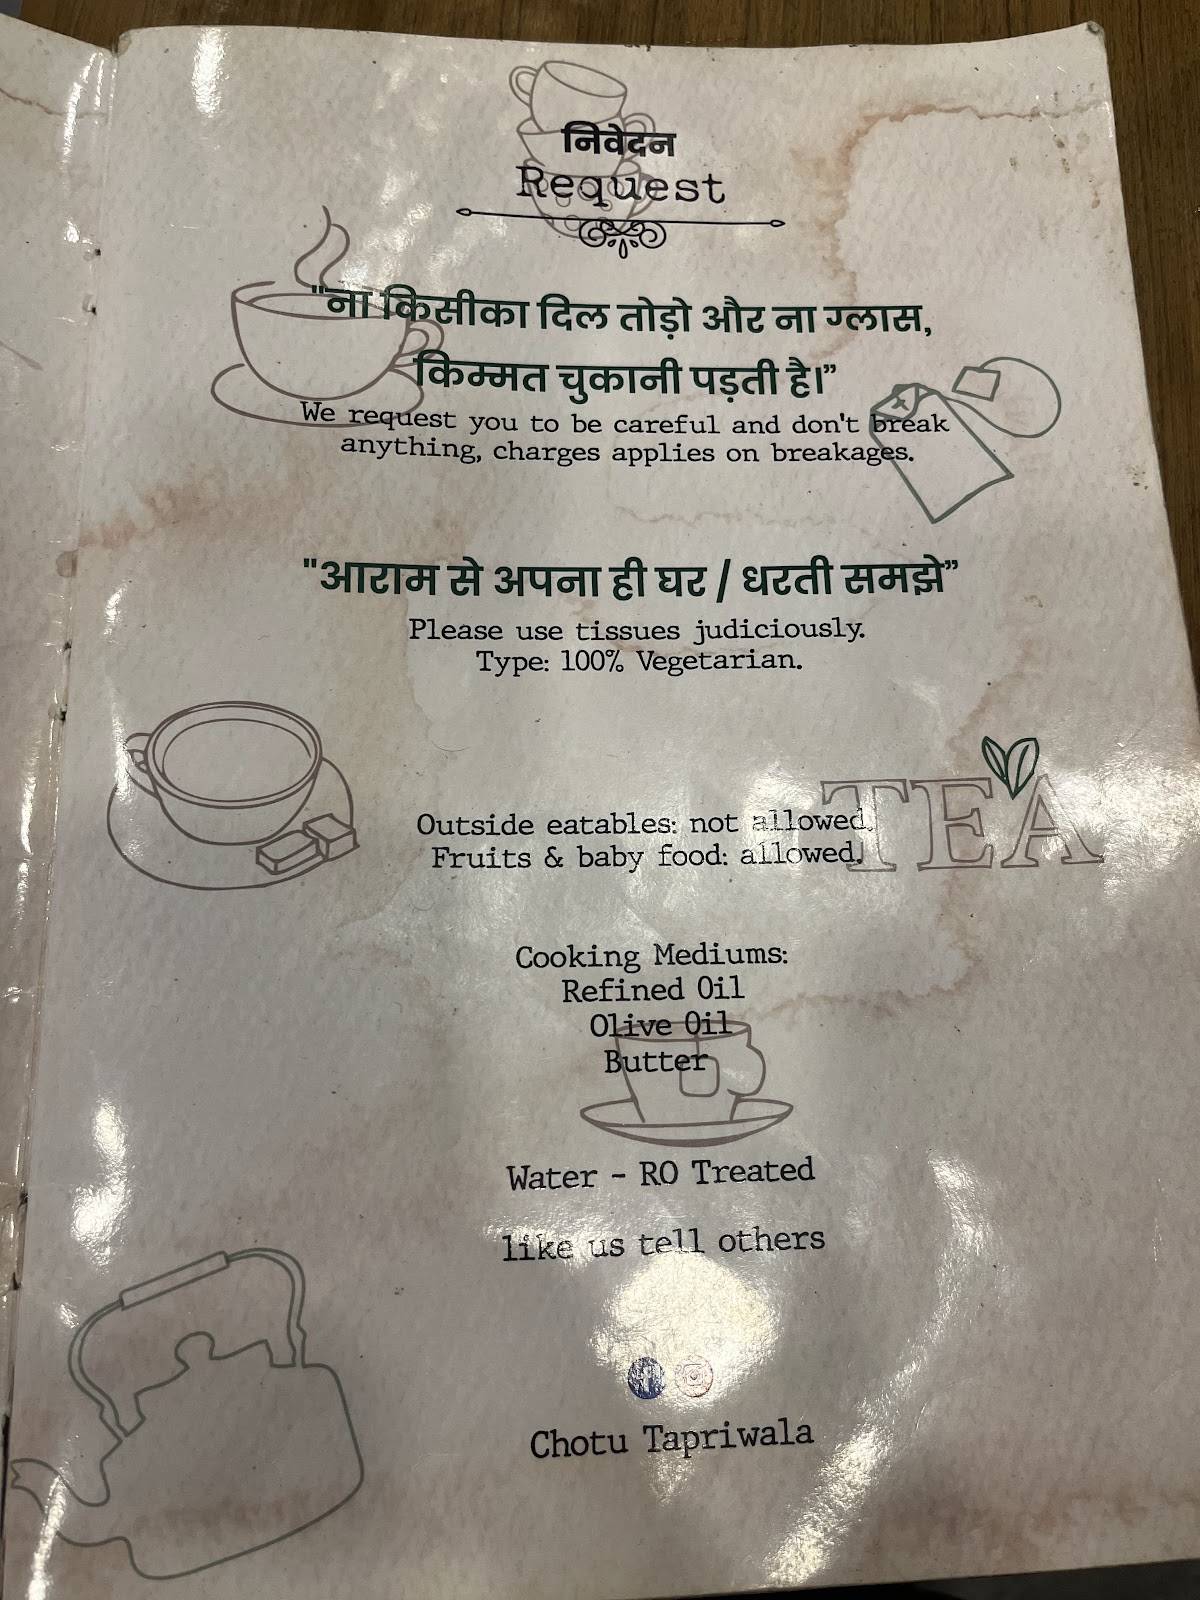 निवेदन
Request
"ना किसीका दिल तोड़ो और ना ग्लास,
किम्मत चुकानी पड़ती है।”
We request you to be careful and don't break
anything, charges applies on breakages.
"आराम से अपना ही घर / धरती समझे”
Please use tissues judiciously.
Type: 100% Vegetarian.
TEA
Outside eatables: not allowed.
Fruits & baby food: allowed.
Cooking Mediums:
Refined Oil
Olive Oil
Butter
Water - RO Treated
like us tell others
Chotu Tapriwala